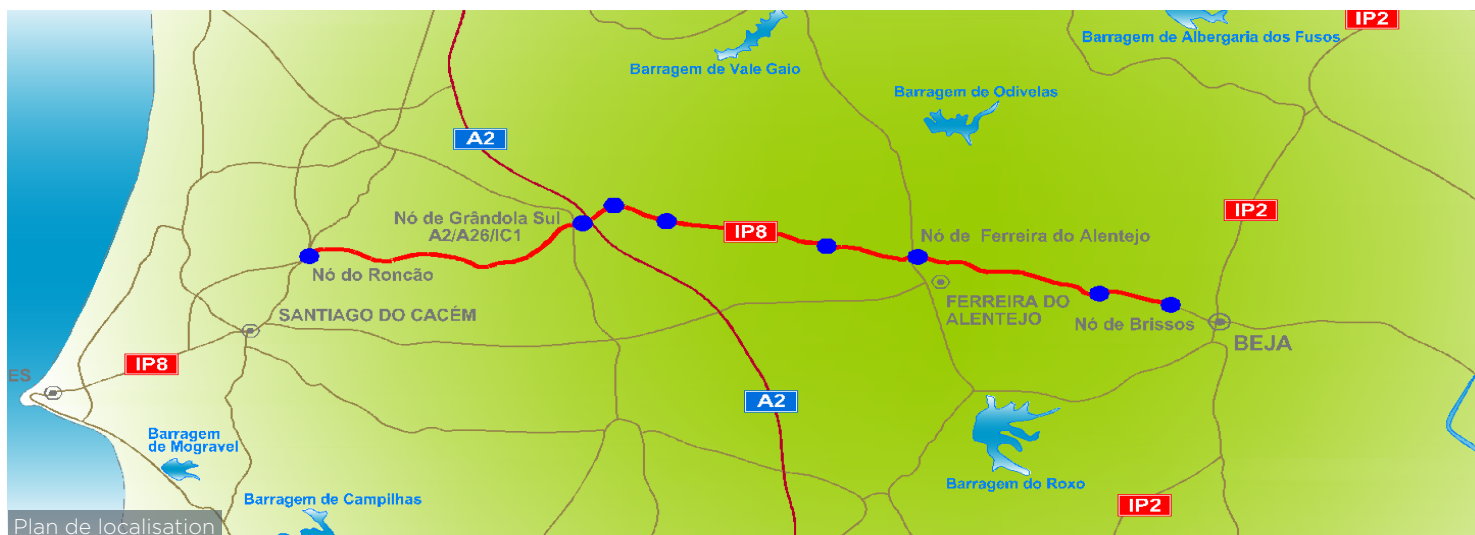 IP2
Barragem de Albergaria dos Fusos
Barragem de Vale Gaio
Barragem de Odivelas
A2
Nó de Grândola Sul
A2/A26/IC1
IP8
IP2
Nó de Ferreira do Alentejo
Nó do Roncão
SANTIAGO DO CACÉM
FERREIRA DO
ALENTEJO
Nó de Brissos
BEJA
IP8
ES
A2
Barragem
de Mogravel
Barragem de Campilhas
Barragem do Roxo
IP2
Plan de localisation